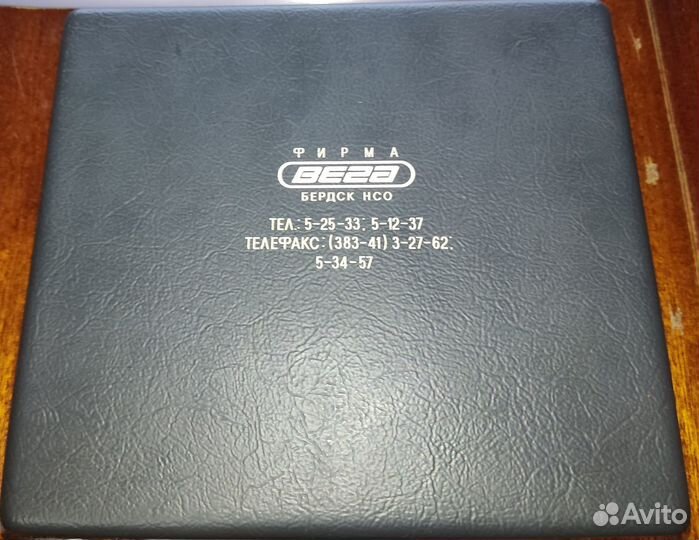 ФИРМА
ВЕГА
БЕРДСК НСО
ТЕЛ.: 5-25-33; 5-12-37
ТЕЛЕФАКС: (383-41) 3-27-62;
5-34-57
Avito